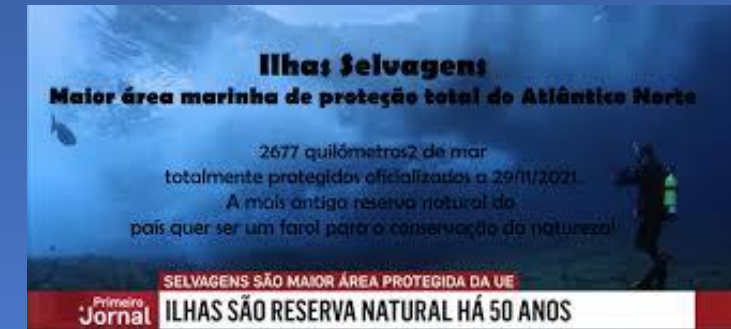 Ilhas Selvagens
Maior área marinha de proteção total do Atlântico Norte
2677 quilómetros2 de mar
totalmente protegidos oficializados a 29/11/2021.
A mais antiga reserva natural do
país quer ser um farol para a conservação da natureza!
SELVAGENS SÃO MAIOR ÁREA PROTEGIDA DA UE
Primeiro
Jornal
ILHAS SÃO RESERVA NATURAL HÁ 50 ANOS